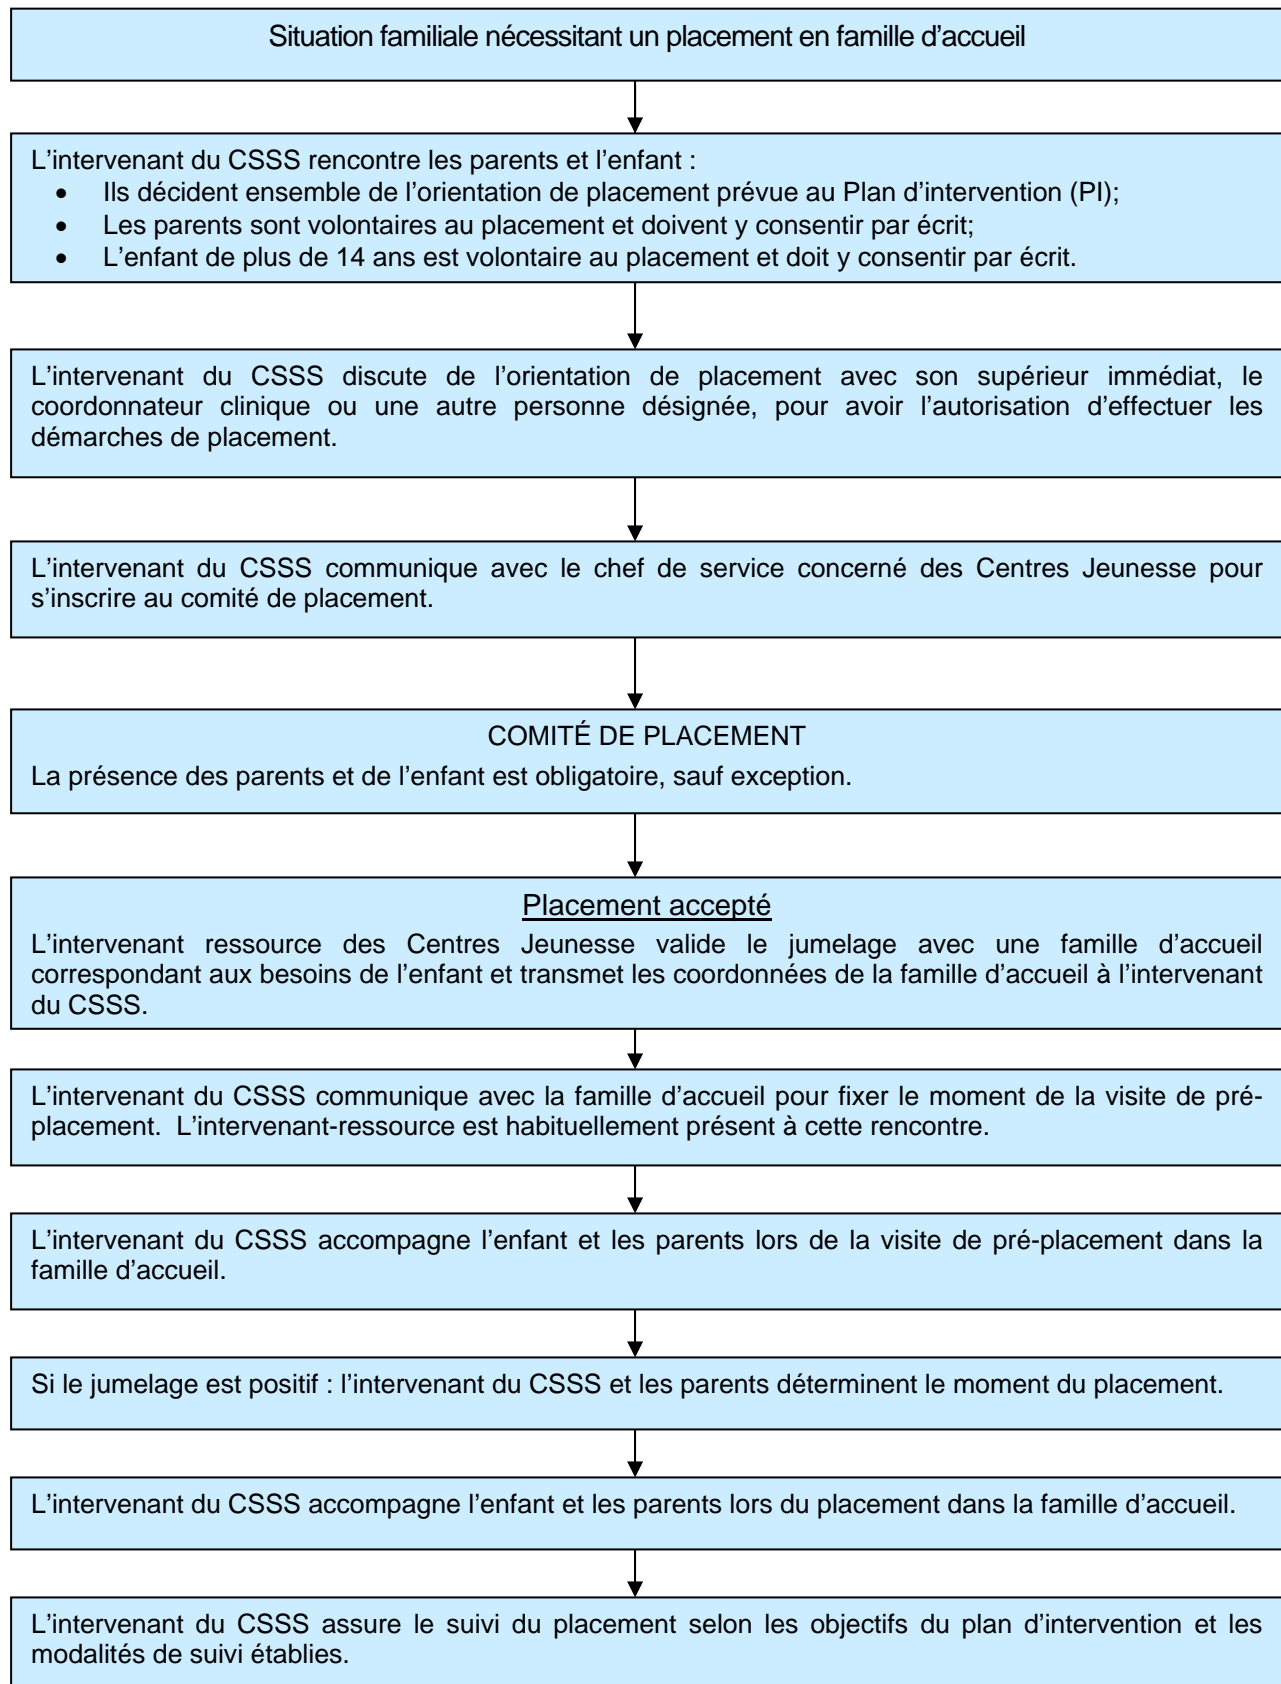 Situation familiale nécessitant un placement en famille d’accueil
L’intervenant du CSSS rencontre les parents et l’enfant :
• Ils décident ensemble de l’orientation de placement prévue au Plan d’intervention (PI);
• Les parents sont volontaires au placement et doivent y consentir par écrit;
• L’enfant de plus de 14 ans est volontaire au placement et doit y consentir par écrit.
L’intervenant du CSSS discute de l’orientation de placement avec son supérieur immédiat, le
coordonnateur clinique ou une autre personne désignée, pour avoir l’autorisation d’effectuer les
démarches de placement.
L’intervenant du CSSS communique avec le chef de service concerné des Centres Jeunesse pour
s’inscrire au comité de placement.
COMITÉ DE PLACEMENT
La présence des parents et de l’enfant est obligatoire, sauf exception.
Placement accepté
L’intervenant ressource des Centres Jeunesse valide le jumelage avec une famille d’accueil
correspondant aux besoins de l’enfant et transmet les coordonnées de la famille d’accueil à l’intervenant
du CSSS.
L’intervenant du CSSS communique avec la famille d’accueil pour fixer le moment de la visite de pré-
placement.  L’intervenant-ressource est habituellement présent à cette rencontre.
L’intervenant du CSSS accompagne l’enfant et les parents lors de la visite de pré-placement dans la
famille d’accueil.
Si le jumelage est positif : l’intervenant du CSSS et les parents déterminent le moment du placement.
L’intervenant du CSSS accompagne l’enfant et les parents lors du placement dans la famille d’accueil.
L’intervenant du CSSS assure le suivi du placement selon les objectifs du plan d’intervention et les
modalités de suivi établies.